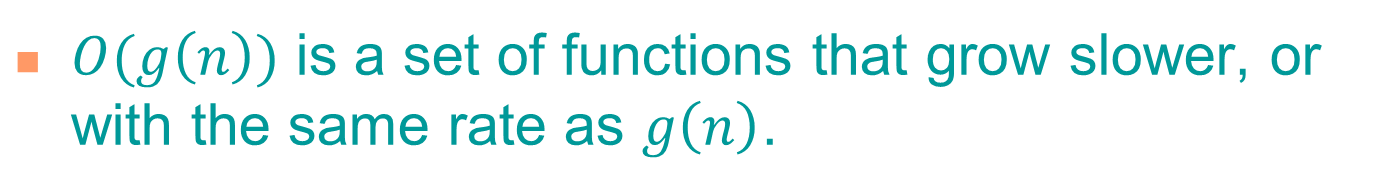 ▪ O(g(n)) is a set of functions that grow slower, or
with the same rate as g(n).